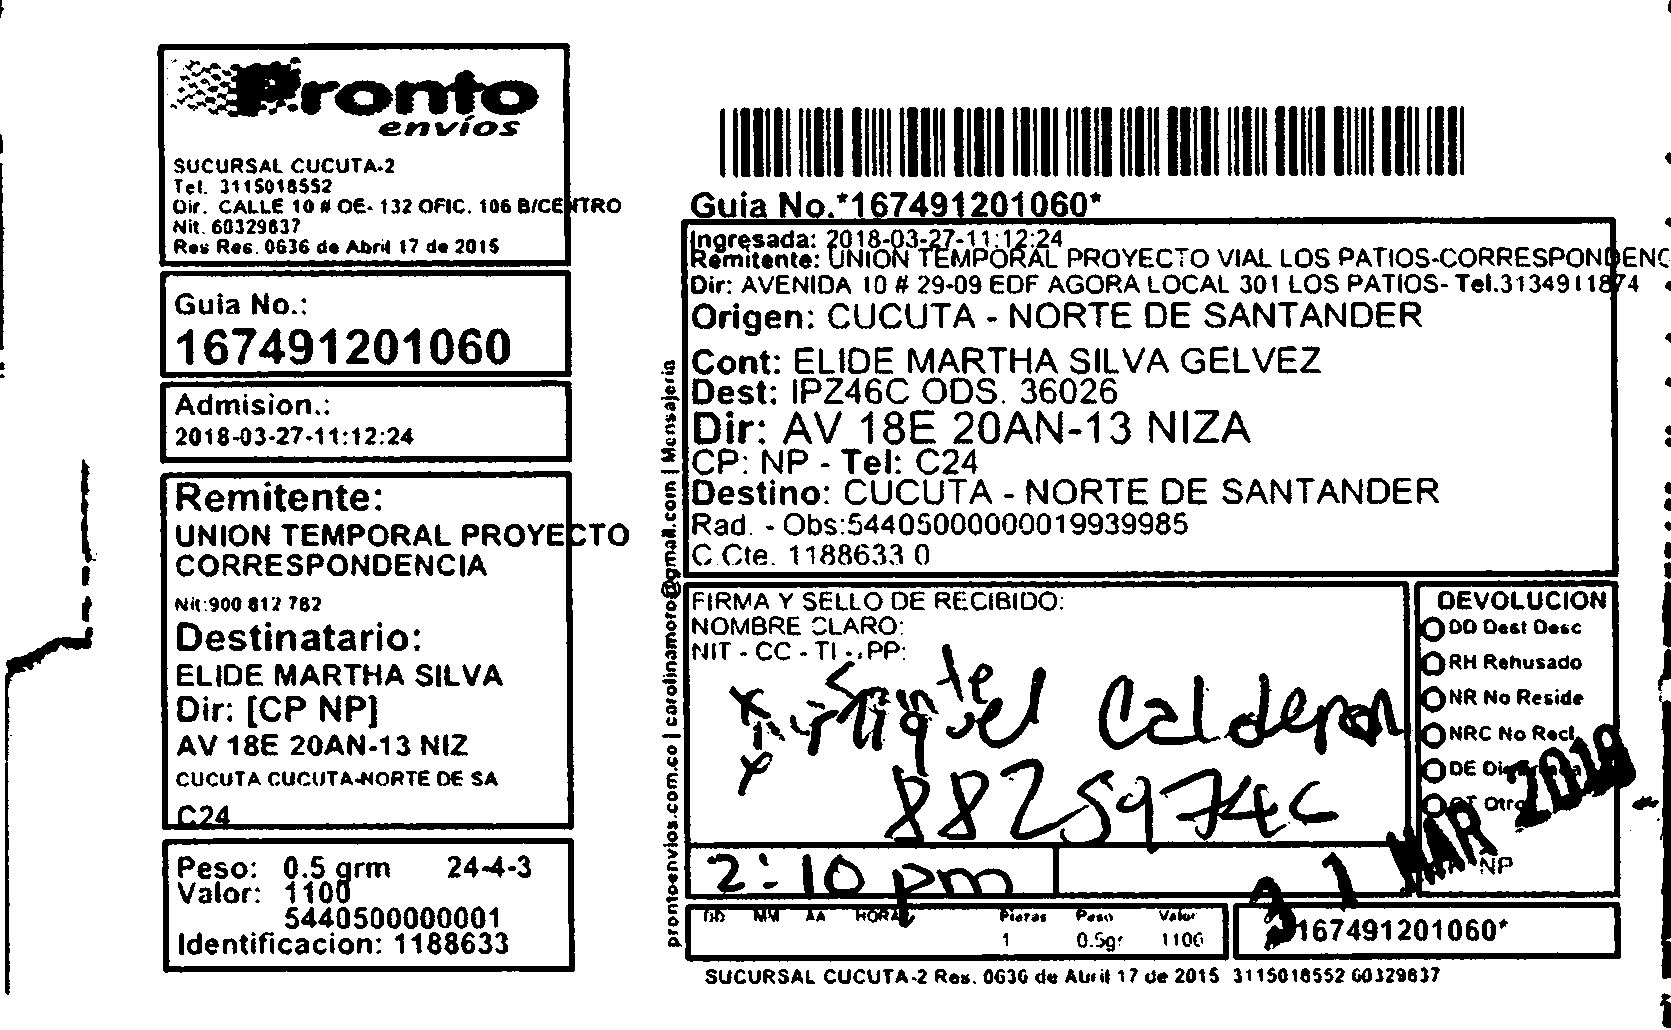 Pronto
envíos
SUCURSAL CUCUTA-2
Tel. 3115018552
Dir. CALLE 10 # OE- 132 OFIC. 106 B/CENTRO
Nit. 60329837
Res Res. 0636 de Abril 17 de 2015
Guia No.:
167491201060
Admision.:
2018-03-27-11:12:24
Remitente:
UNION TEMPORAL PROYECTO
CORRESPONDENCIA
Nit:900 812 782
Destinatario:
ELIDE MARTHA SILVA
Dir: [CP NP]
AV 18E 20AN-13 NIZ
CUCUTA CUCUTA-NORTE DE SA
C24
Peso: 0.5 grm 24-4-3
Valor: 1100
5440500000001
Identificacion: 1188633
prontoenvios.com.co | carolinamoro@gmail.com | Mensajeria
Guia No.*167491201060*
Ingresada: 2018-03-27-11:12:24
Remitente: UNION TEMPORAL PROYECTO VIAL LOS PATIOS-CORRESPONDENC
Dir: AVENIDA 10 # 29-09 EDF AGORA LOCAL 301 LOS PATIOS- Tel.3134911874
Origen: CUCUTA - NORTE DE SANTANDER
Cont: ELIDE MARTHA SILVA GELVEZ
Dest: IPZ46C ODS. 36026
Dir: AV 18E 20AN-13 NIZA
CP: NP - Tel: C24
Destino: CUCUTA - NORTE DE SANTANDER
Rad. - Obs:54405000000019939985
C.Cte. 1188633 0
FIRMA Y SELLO DE RECIBIDO:
NOMBRE CLARO:
NIT - CC - TI - PP:
Calderon
2:10 pm
DEVOLUCION
DD Dest Desc
RH Rehusado
NR No Reside
NRC No Recl
DE
OT Otro
NP
31 MAR 2018
DD MM AA HORA
Piezas Peso Valor
1 0.5gr 1100
*167491201060*
SUCURSAL CUCUTA-2 Res. 0636 de Abril 17 de 2015 3115018552 60329837